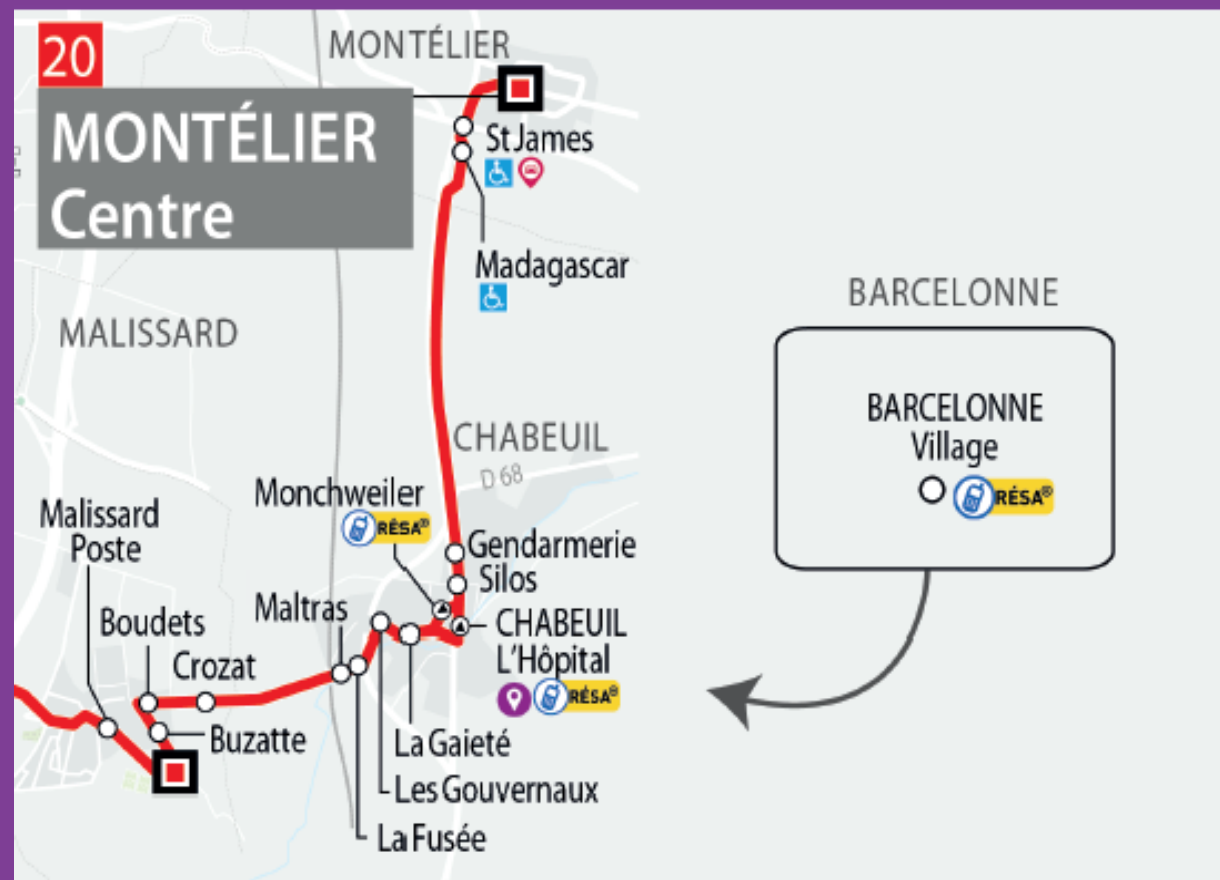 20
MONTÉLIER
MONTÉLIER
Centre
St James
Madagascar
MALISSARD
BARCELONNE
BARCELONNE
Village
RÉSA®
CHABEUIL
D 68
Monchweiler
RÉSA®
Malissard
Poste
Gendarmerie
Silos
Boudets
Maltras
CHABEUIL
L'Hôpital
RÉSA®
Crozat
Buzatte
La Gaieté
Les Gouvernaux
La Fusée